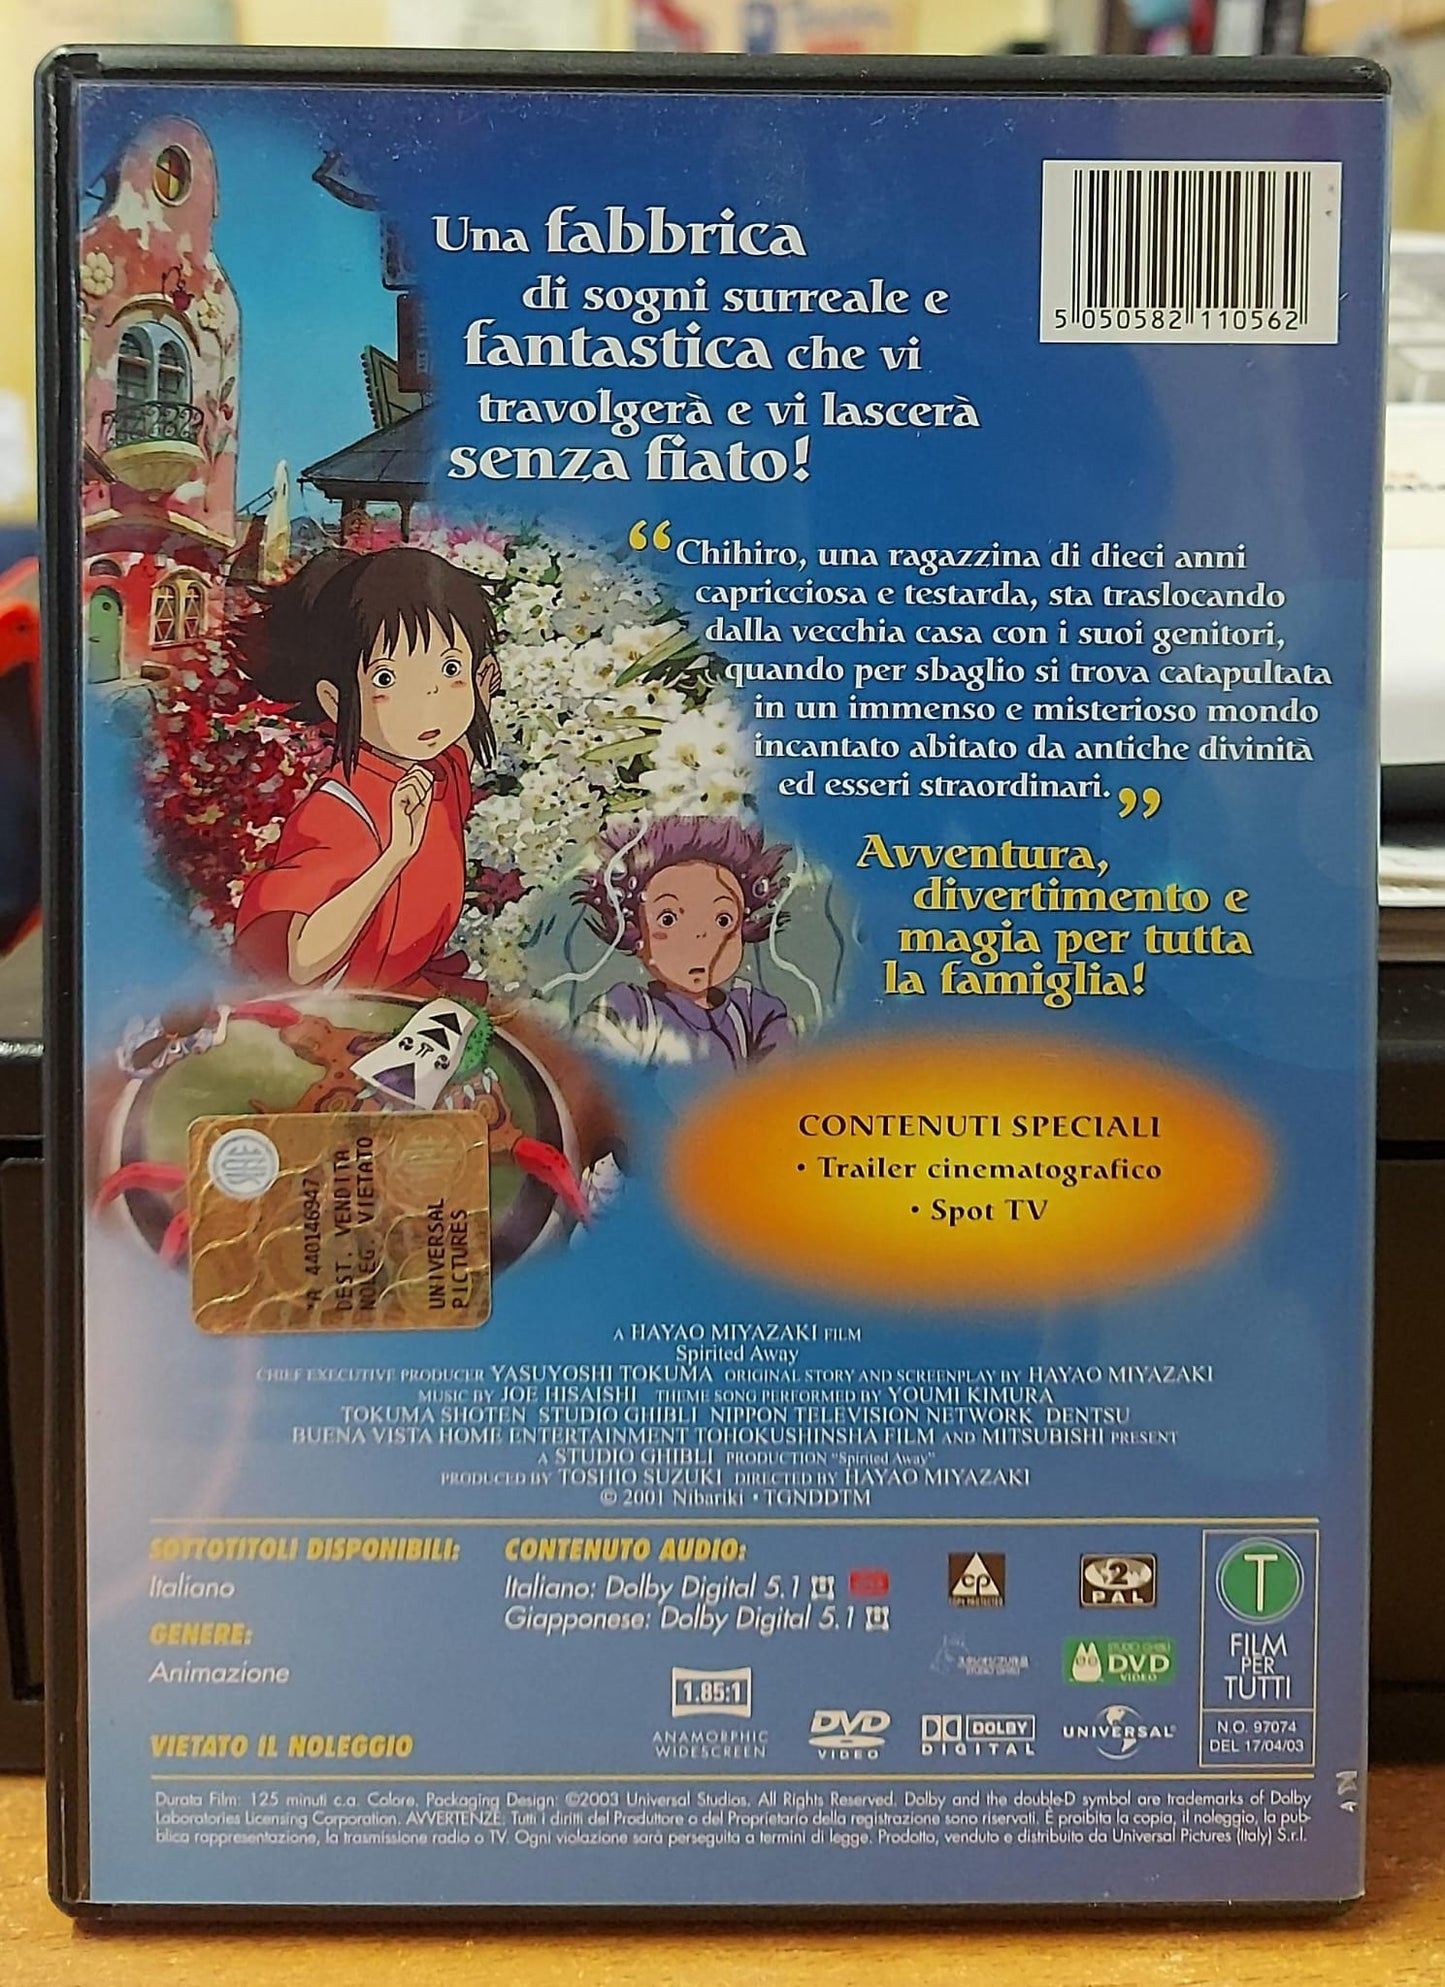 Una fabbrica
di sogni surreale e
fantastica che vi
travolgerà e vi lascerà
senza fiato!
5 050582 110562
“Chihiro, una ragazzina di dieci anni
capricciosa e testarda, sta traslocando
dalla vecchia casa con i suoi genitori,
quando per sbaglio si trova catapultata
in un immenso e misterioso mondo
incantato abitato da antiche divinità
ed esseri straordinari.”
Avventura,
divertimento e
magia per tutta
la famiglia!
CONTENUTI SPECIALI
• Trailer cinematografico
• Spot TV
*A 440146947
DEST. VENDITA
NOLEG. VIETATO
UNIVERSAL
PICTURES
A HAYAO MIYAZAKI FILM
Spirited Away
CHIEF EXECUTIVE PRODUCER YASUYOSHI TOKUMA ORIGINAL STORY AND SCREENPLAY BY HAYAO MIYAZAKI
MUSIC BY JOE HISAISHI THEME SONG PERFORMED BY YOUMI KIMURA
TOKUMA SHOTEN STUDIO GHIBLI NIPPON TELEVISION NETWORK DENTSU
BUENA VISTA HOME ENTERTAINMENT TOHOKUSHINSHA FILM AND MITSUBISHI PRESENT
A STUDIO GHIBLI PRODUCTION "Spirited Away"
PRODUCED BY TOSHIO SUZUKI DIRECTED BY HAYAO MIYAZAKI
© 2001 Nibariki • TGNDDTM
SOTTOTITOLI DISPONIBILI:
Italiano
GENERE:
Animazione
VIETATO IL NOLEGGIO
CONTENUTO AUDIO:
Italiano: Dolby Digital 5.1
Giapponese: Dolby Digital 5.1
1.85:1
ANAMORPHIC
WIDESCREEN
DVD
VIDEO
cp
COPY PROTECTED
2
PAL
STUDIO GHIBLI
STUDIO GHIBLI
DVD
VIDEO
DOLBY
DIGITAL
UNIVERSAL
T
FILM
PER
TUTTI
N.O. 97074
DEL 17/04/03
Durata Film: 125 minuti c.a. Colore. Packaging Design: ©2003 Universal Studios. All Rights Reserved. Dolby and the double-D symbol are trademarks of Dolby
Laboratories Licensing Corporation. AVVERTENZE: Tutti i diritti del Produttore o del Proprietario della registrazione sono riservati. È proibita la copia, il noleggio, la pub-
blica rappresentazione, la trasmissione radio o TV. Ogni violazione sarà perseguita a termini di legge. Prodotto, venduto e distribuito da Universal Pictures (Italy) S.r.l.